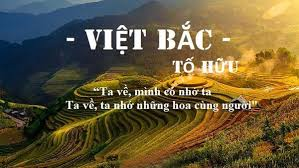 - VIỆT BẮC -
TỐ HỮU
"Ta về, mình có nhớ ta
Ta về, ta nhớ những hoa cùng người"